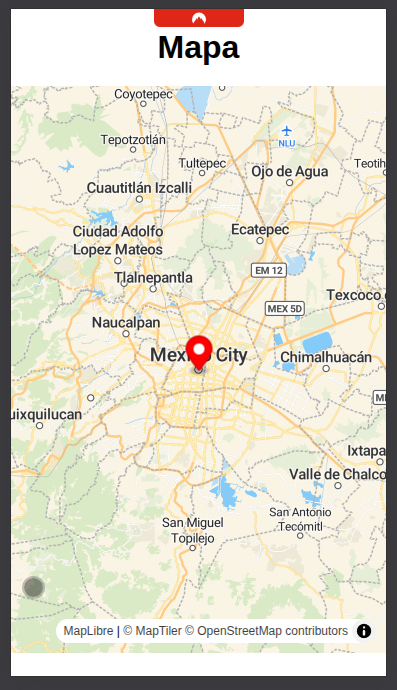 Mapa
Coyotepec
Tepotzotlán
NLU
Tultepec
Teotih
Ojo de Agua
Cuautitlán Izcalli
Ciudad Adolfo
Lopez Mateos
Ecatepec
EM 12
Tlalnepantla
Texcoco
MEX 5D
Naucalpan
Mexi City
Chimalhuacán
uixquilucan
Ixtapa
Valle de Chalco
San Antonio
Tecómitl
San Miguel
Topilejo
MapLibre | © MapTiler © OpenStreetMap contributors